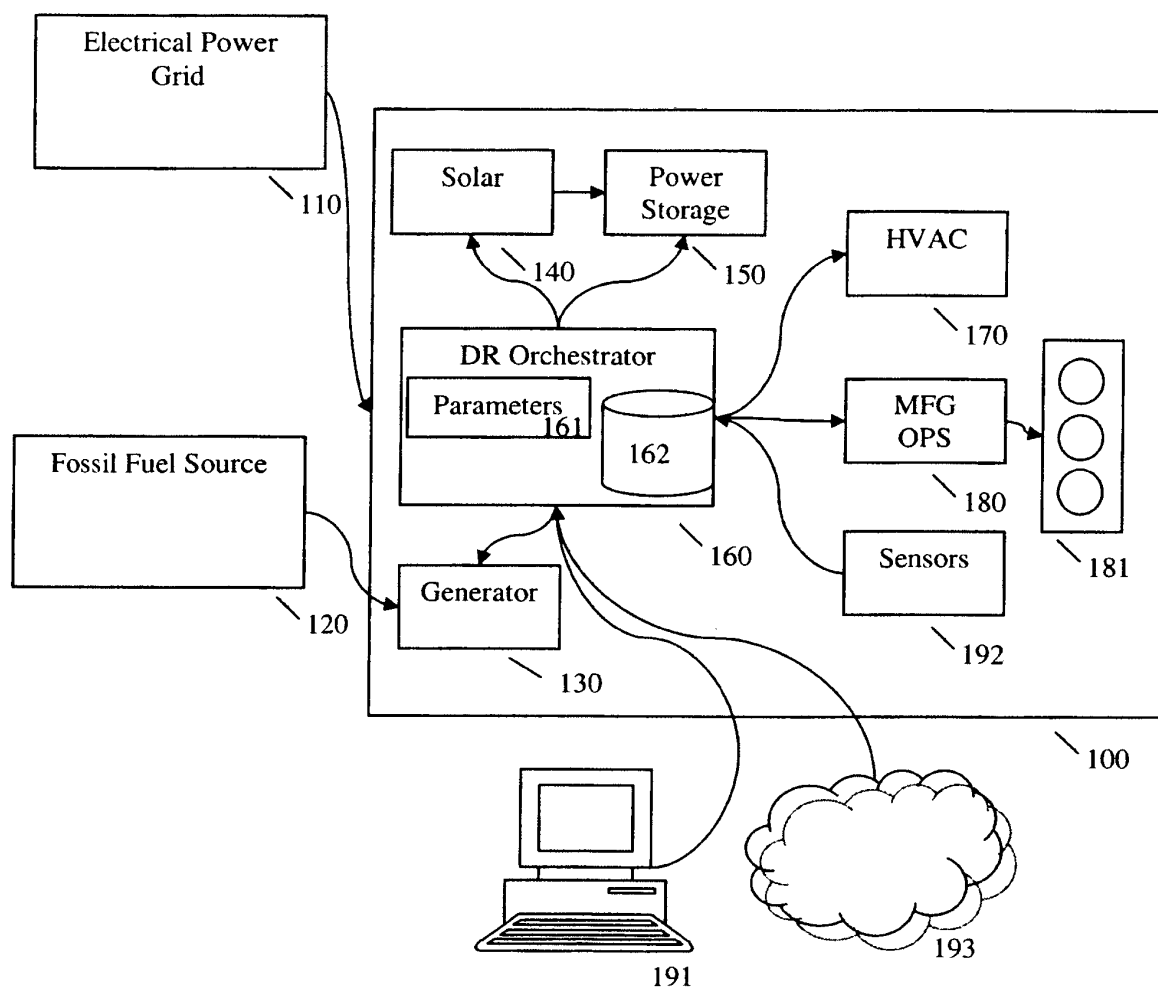 Electrical Power
Grid
110
Solar
140
Power
Storage
150
HVAC
170
DR Orchestrator
Parameters
161
162
160
MFG
OPS
180
181
Fossil Fuel Source
120
Generator
130
Sensors
192
100
191
193